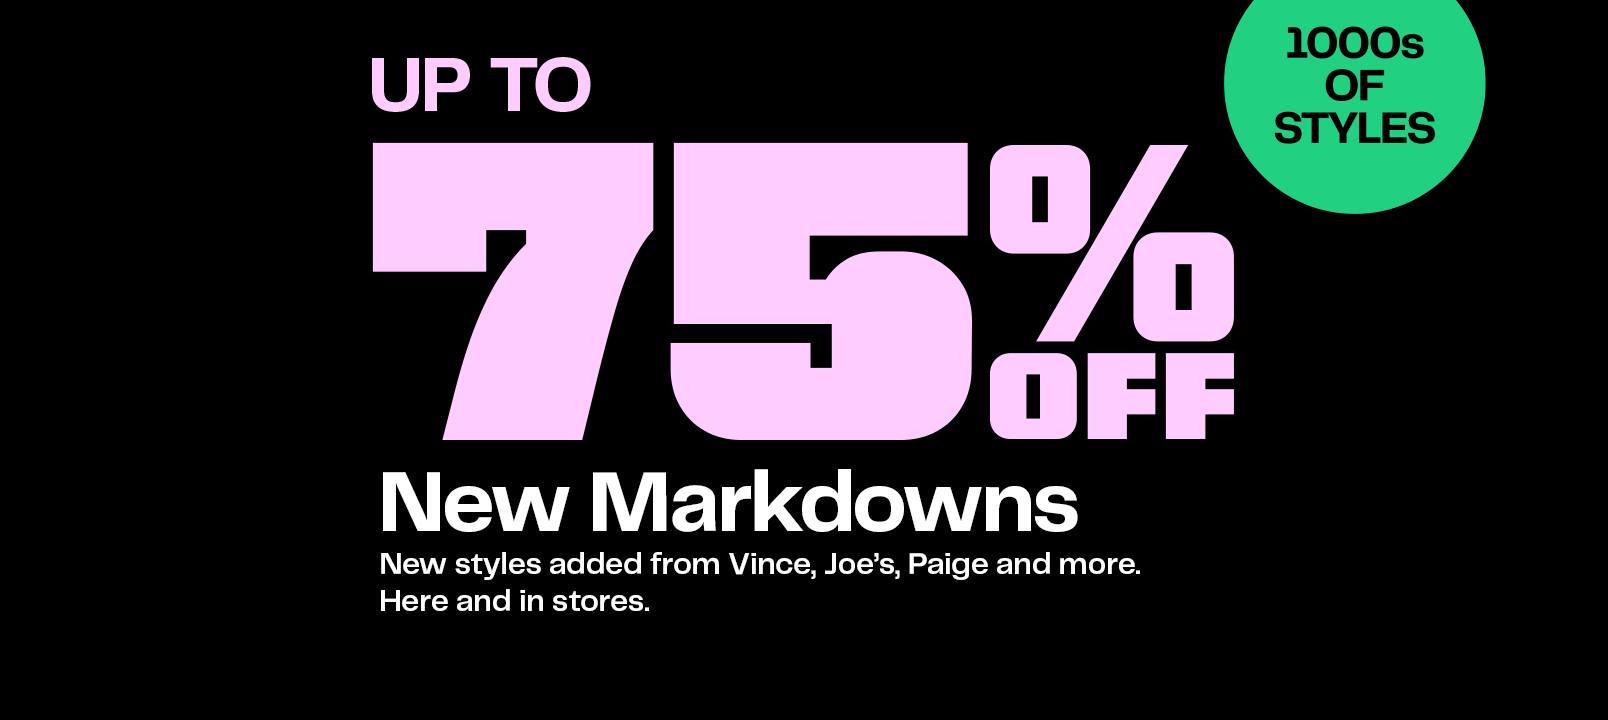 UP TO
75%
OFF
1000s
OF
STYLES
New Markdowns
New styles added from Vince, Joe’s, Paige and more.
Here and in stores.